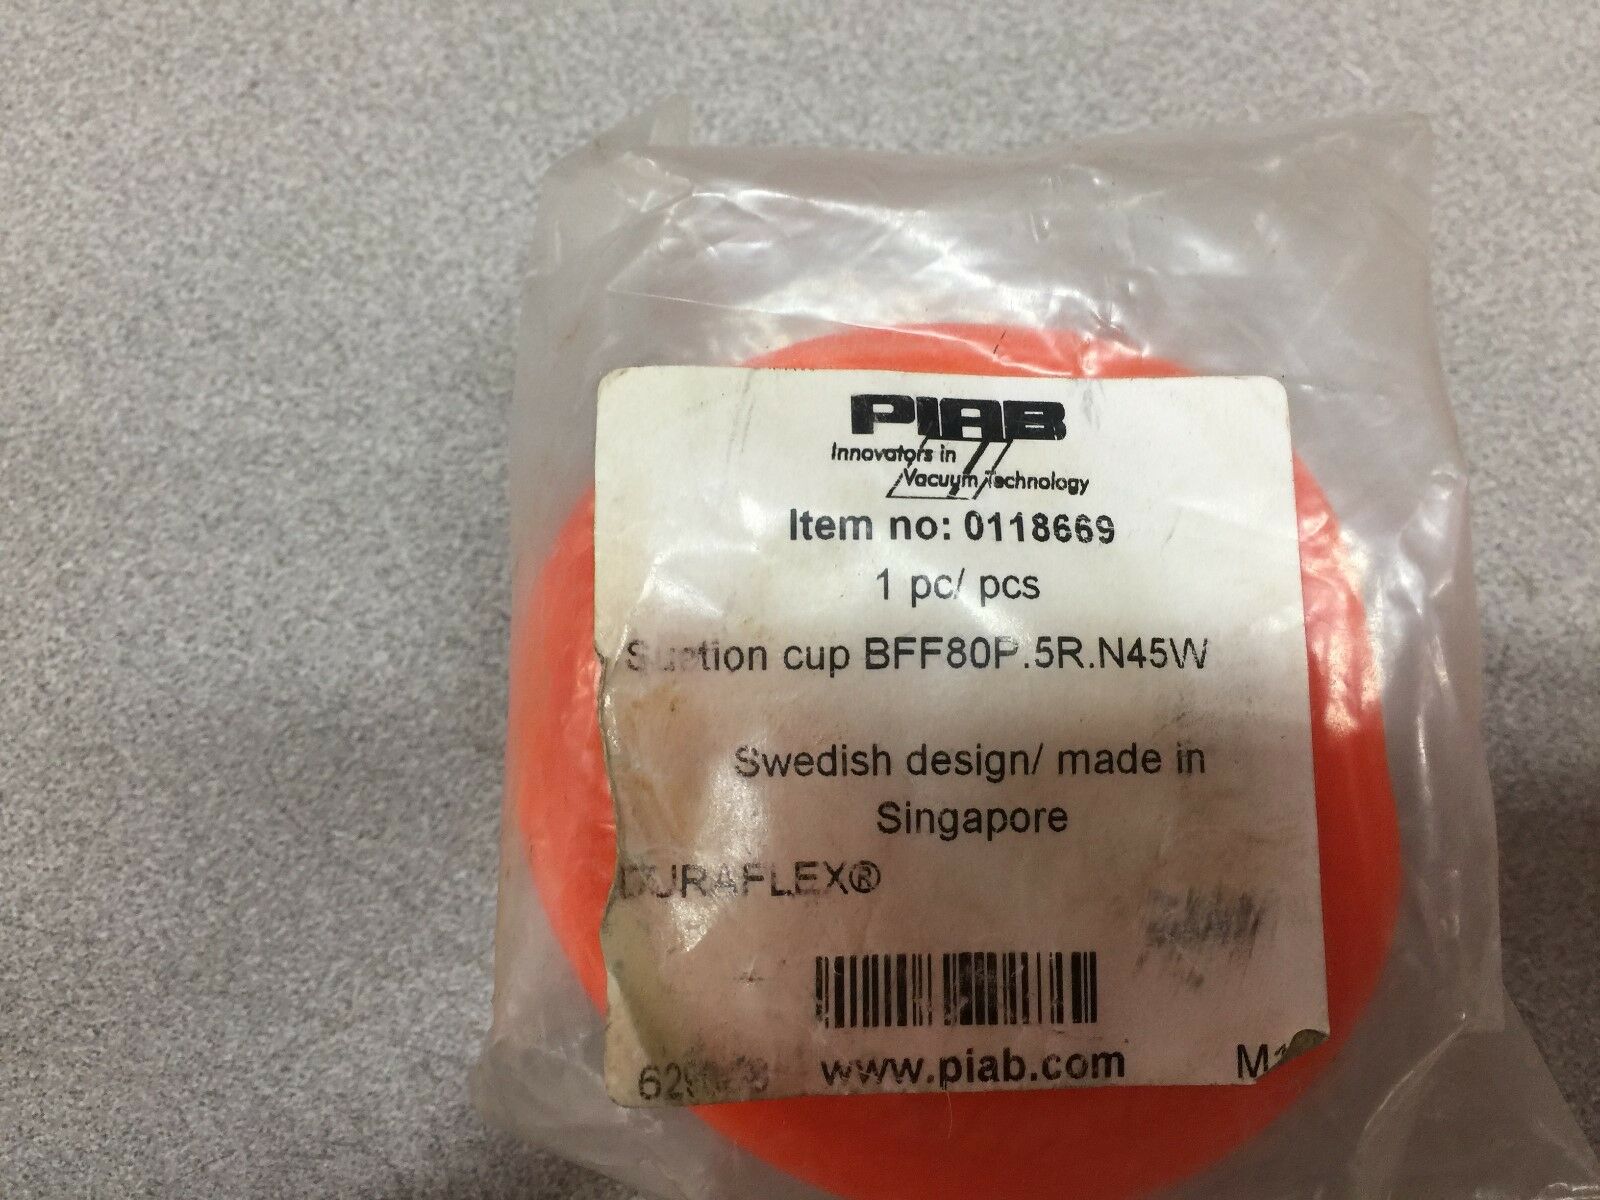 PIAB
Innovators in
Vacuum Technology
Item no: 0118669
1 pc/ pcs
Suction cup BFF80P.5R.N45W
Swedish design/ made in
Singapore
DURAFLEX®
www.piab.com